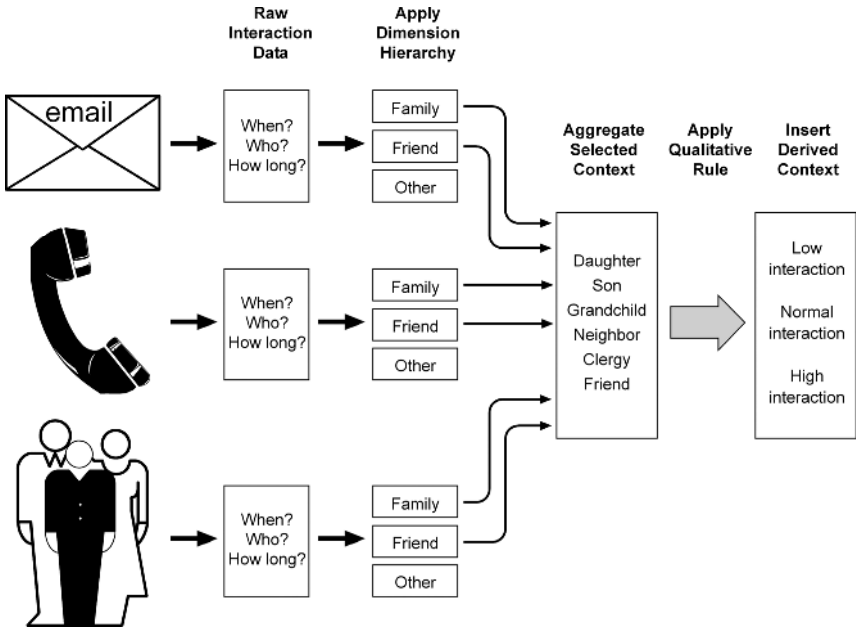 Raw
Interaction
Data
Apply
Dimension
Hierarchy
email
When?
Who?
How long?
Family
Friend
Other
Aggregate
Selected
Context
Apply
Qualitative
Rule
Insert
Derived
Context
When?
Who?
How long?
Family
Friend
Other
Daughter
Son
Grandchild
Neighbor
Clergy
Friend
Low
interaction
Normal
interaction
High
interaction
When?
Who?
How long?
Family
Friend
Other